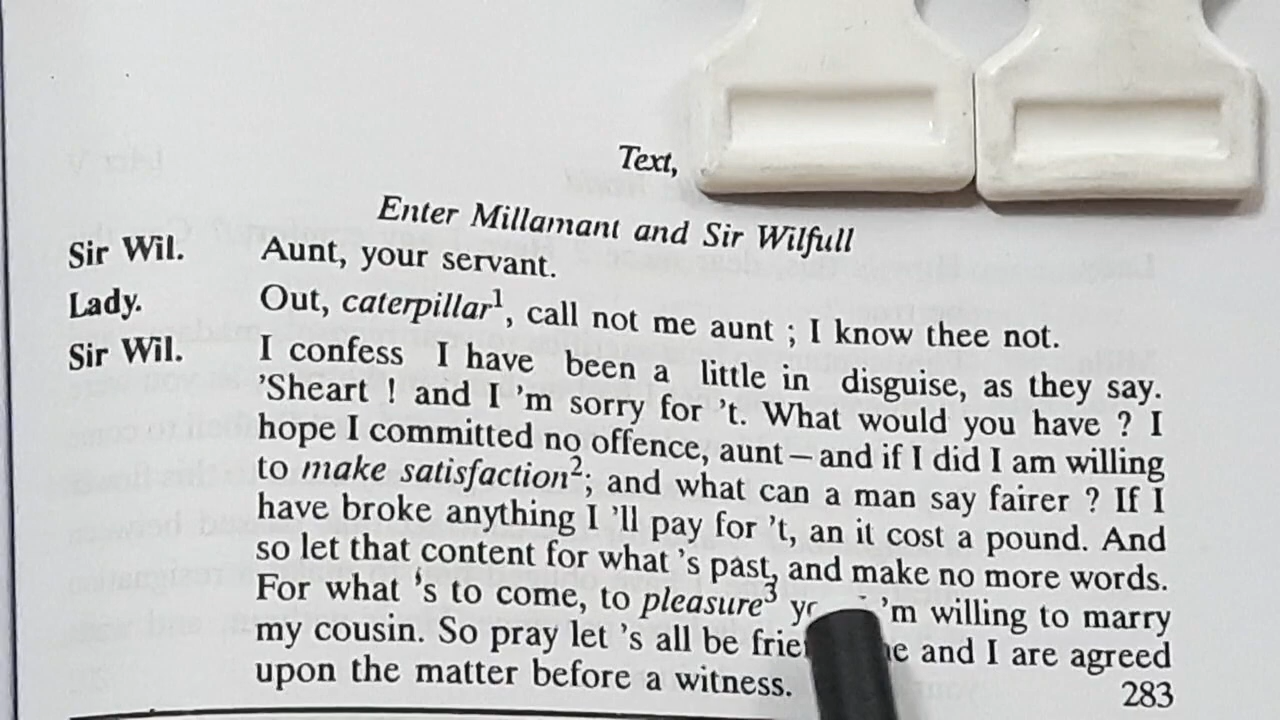 Text,
Enter Millamant and Sir Wilfull
Sir Wil. Aunt, your servant.
Lady. Out, caterpillar¹, call not me aunt ; I know thee not.
Sir Wil. I confess I have been a little in disguise, as they say.
’Sheart ! and I ’m sorry for ’t. What would you have ? I
hope I committed no offence, aunt—and if I did I am willing
to make satisfaction²; and what can a man say fairer ? If I
have broke anything I ’ll pay for ’t, an it cost a pound. And
so let that content for what ’s past, and make no more words.
For what ’s to come, to pleasure³ ’m willing to marry
my cousin. So pray let ’s all be and I are agreed
upon the matter before a witness. 283